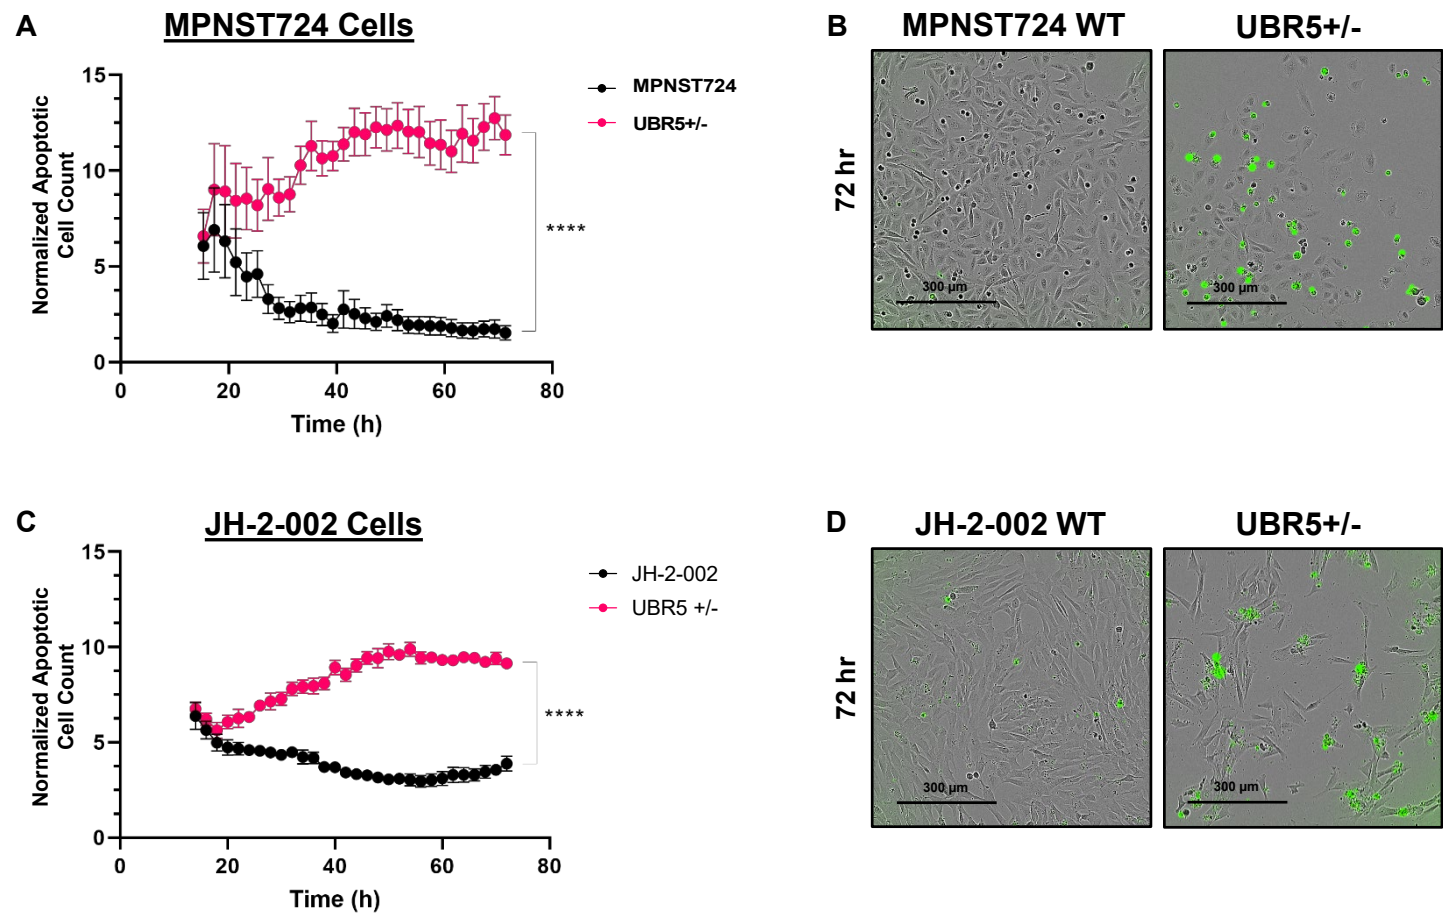 A
MPNST724 Cells
15
10
5
0
0
20
40
60
80
Normalized Apoptotic
Cell Count
Time (h)
MPNST724
UBR5+/-
****
B
MPNST724 WT
UBR5+/-
72 hr
300 µm
300 µm
C
JH-2-002 Cells
15
10
5
0
0
20
40
60
80
Normalized Apoptotic
Cell Count
Time (h)
JH-2-002
UBR5 +/-
****
D
JH-2-002 WT
UBR5+/-
72 hr
300 µm
300 µm